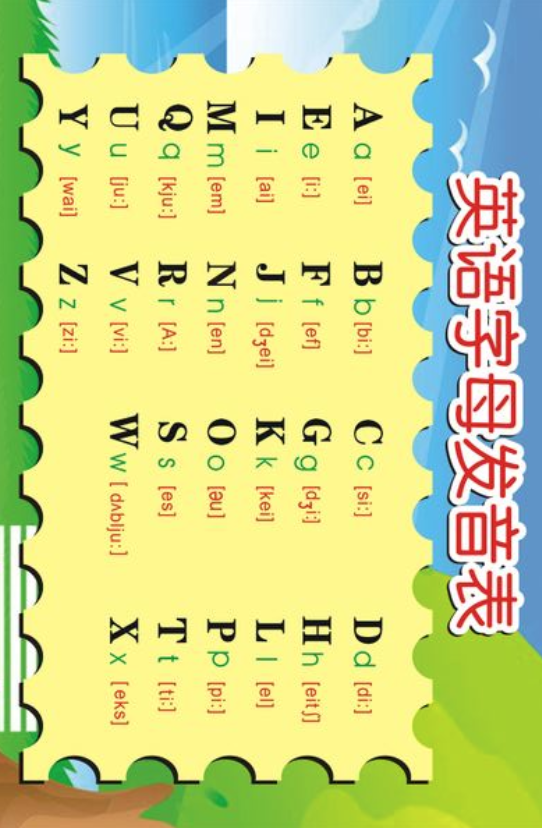 英语字母发音表
A a [ei] B b [bi:] C c [si:] D d [di:]
E e [i:] F f [ef] G g [dʒi:] H h [eitʃ]
I i [ai] J j [dʒei] K k [kei] L l [el]
M m [em] N n [en] O o [əu] P p [pi:]
Q q [kju:] R r [A:] S s [es] T t [ti:]
U u [ju:] V v [vi:] W w [dʌblju:] X x [eks]
Y y [wai] Z z [zi:]